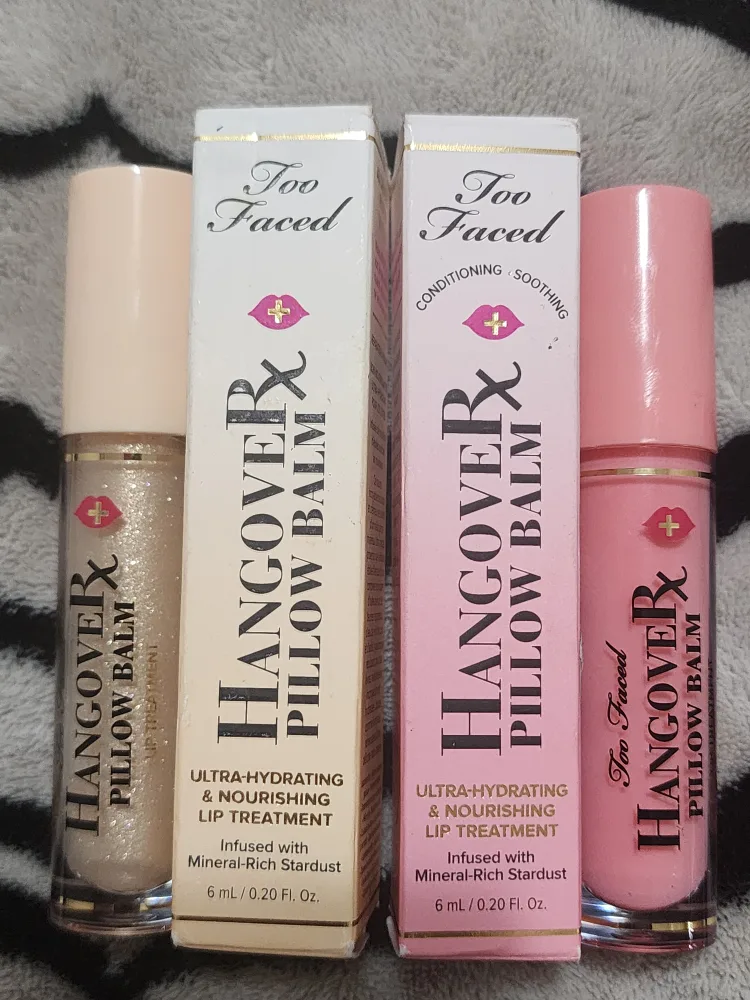 HANGOVERX
PILLOW BALM
LIP TREATMENT
Too
Faced
HANGOVERX
PILLOW BALM
ULTRA-HYDRATING
& NOURISHING
LIP TREATMENT
Infused with
Mineral-Rich Stardust
6 mL / 0.20 Fl. Oz.
Too
Faced
CONDITIONING SOOTHING
HANGOVERX
PILLOW BALM
ULTRA-HYDRATING
& NOURISHING
LIP TREATMENT
Infused with
Mineral-Rich Stardust
6 mL / 0.20 Fl. Oz.
Too Faced
HANGOVERX
PILLOW BALM